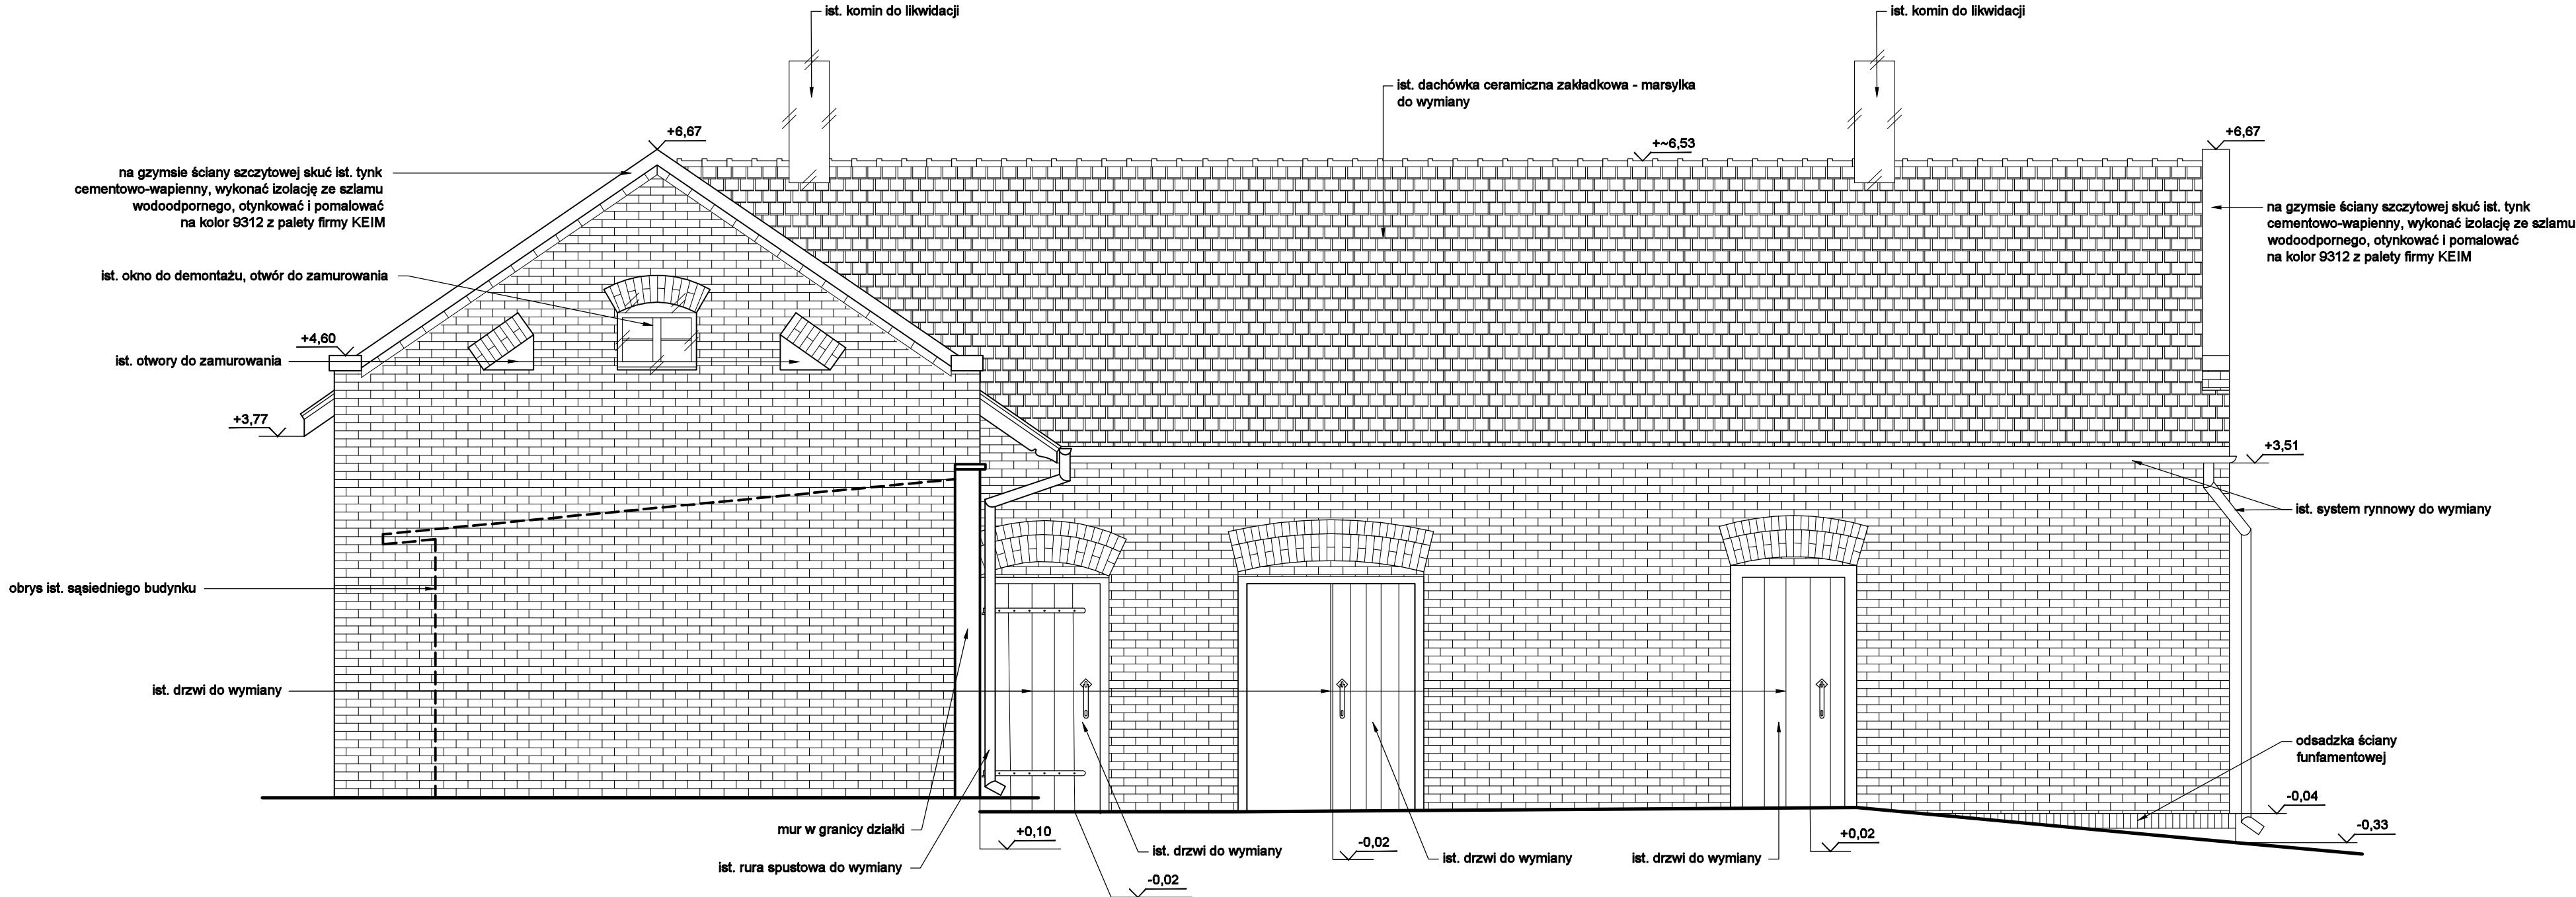 ist. komin do likwidacji
ist. komin do likwidacji
ist. dachówka ceramiczna zakładkowa - marsylka
do wymiany
+6,67
+~6,53
+6,67
na gzymsie ściany szczytowej skuć ist. tynk
cementowo-wapienny, wykonać izolację ze szlamu
wodoodpornego, otynkować i pomalować
na kolor 9312 z palety firmy KEIM
na gzymsie ściany szczytowej skuć ist. tynk
cementowo-wapienny, wykonać izolację ze szlamu
wodoodpornego, otynkować i pomalować
na kolor 9312 z palety firmy KEIM
ist. okno do demontażu, otwór do zamurowania
+4,60
ist. otwory do zamurowania
+3,77
+3,51
ist. system rynnowy do wymiany
obrys ist. sąsiedniego budynku
ist. drzwi do wymiany
odsadzka ściany
funfamentowej
-0,04
-0,33
mur w granicy działki
+0,10
-0,02
+0,02
ist. drzwi do wymiany
ist. drzwi do wymiany
ist. drzwi do wymiany
ist. rura spustowa do wymiany
-0,02